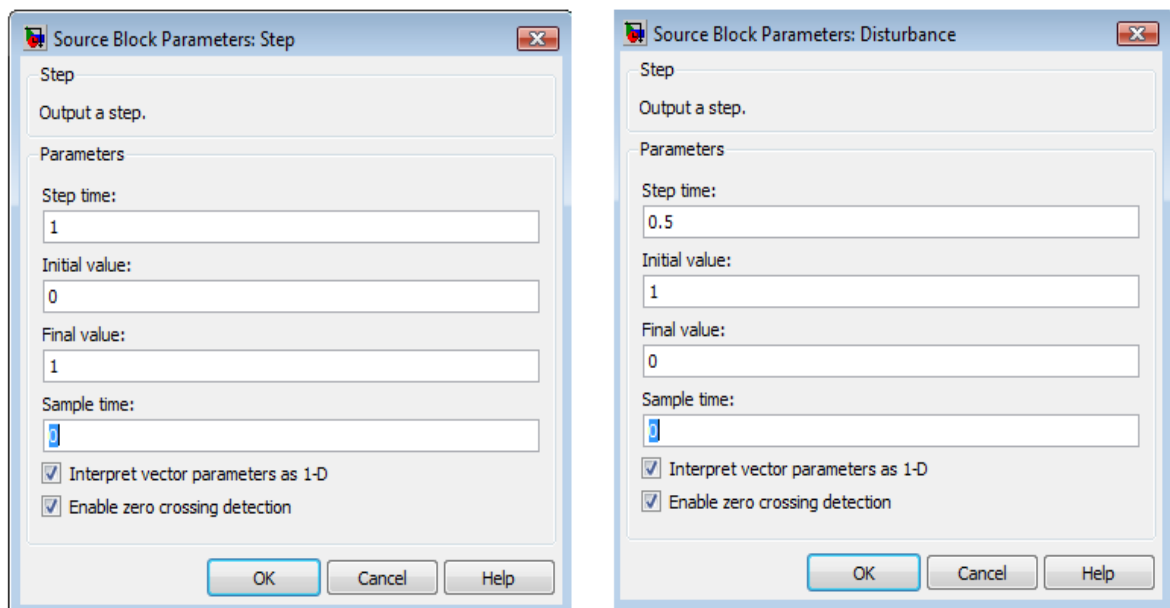 Source Block Parameters: Step
Step
Output a step.
Parameters
Step time:
1
Initial value:
0
Final value:
1
Sample time:
0
Interpret vector parameters as 1-D
Enable zero crossing detection
OK
Cancel
Help
Source Block Parameters: Disturbance
Step
Output a step.
Parameters
Step time:
0.5
Initial value:
1
Final value:
0
Sample time:
0
Interpret vector parameters as 1-D
Enable zero crossing detection
OK
Cancel
Help